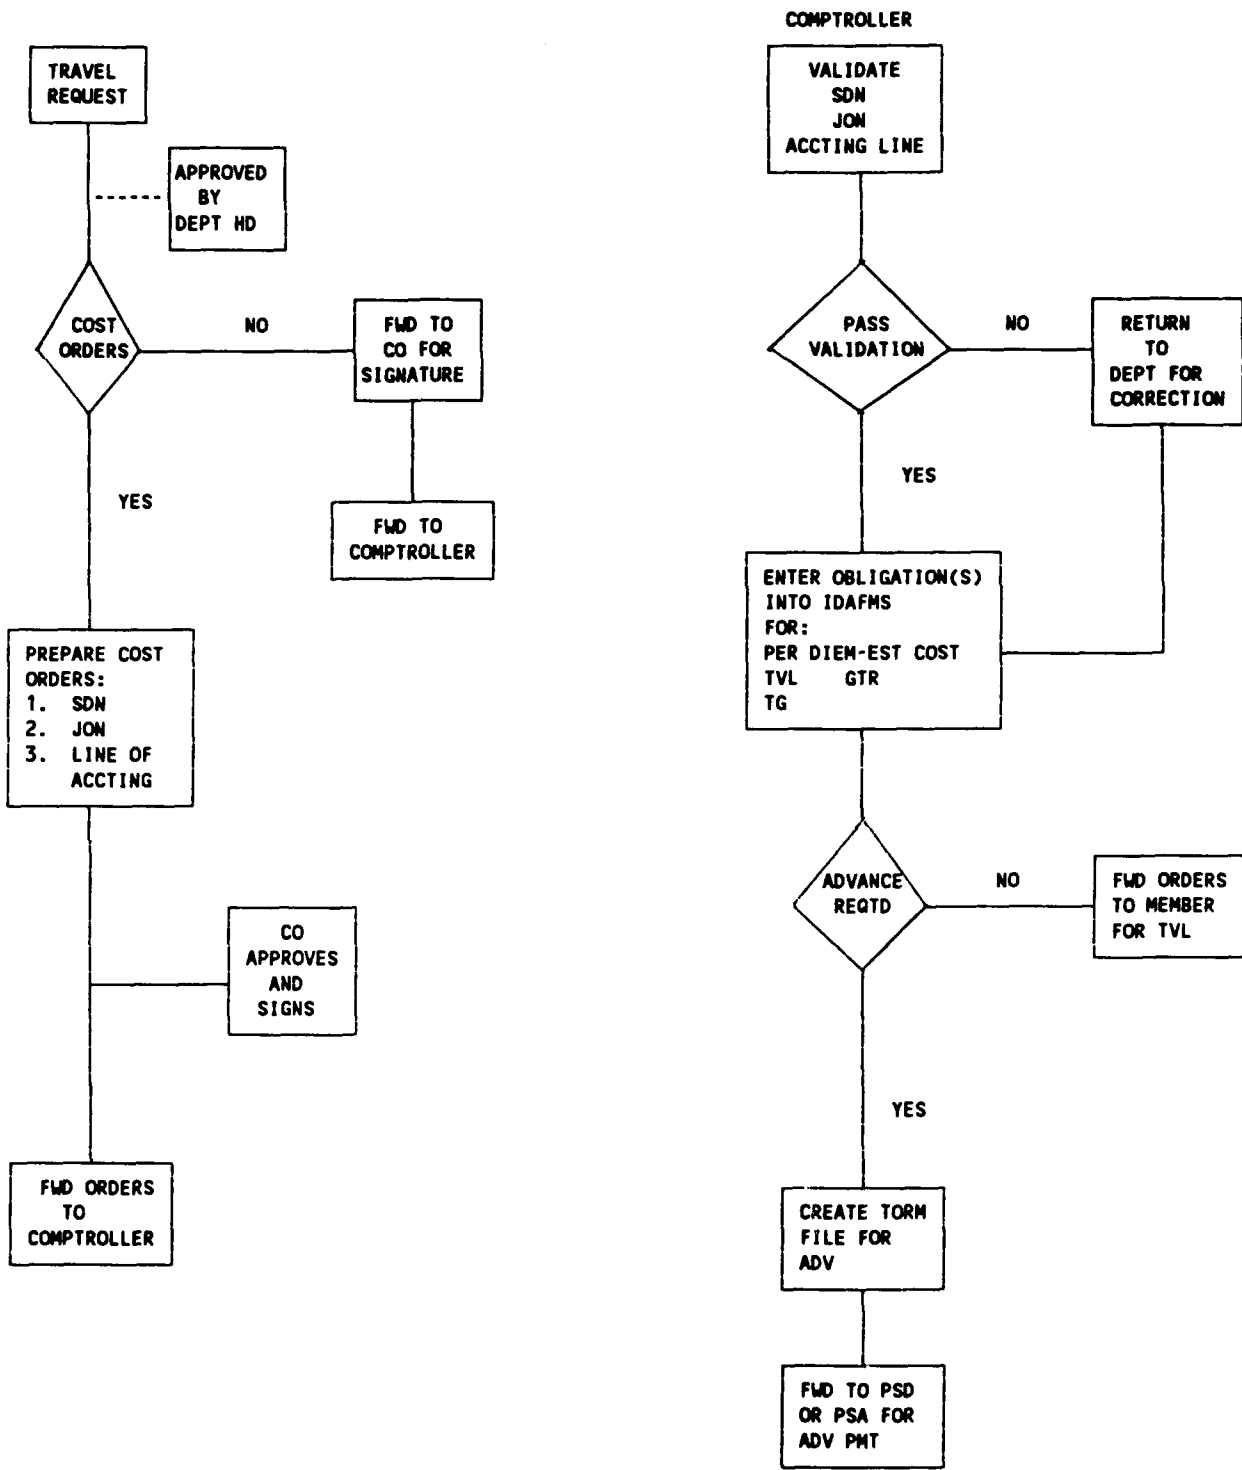 TRAVEL
REQUEST
APPROVED
BY
DEPT HD
COST
ORDERS
NO
FWD TO
CO FOR
SIGNATURE
FWD TO
COMPTROLLER
YES
PREPARE COST
ORDERS:
1. SDN
2. JON
3. LINE OF
ACCTING
CO
APPROVES
AND
SIGNS
FWD ORDERS
TO
COMPTROLLER
COMPTROLLER
VALIDATE
SDN
JON
ACCTING LINE
PASS
VALIDATION
NO
RETURN
TO
DEPT FOR
CORRECTION
YES
ENTER OBLIGATION(S)
INTO IDAFMS
FOR:
PER DIEM-EST COST
TVL GTR
TG
ADVANCE
REQTD
NO
FWD ORDERS
TO MEMBER
FOR TVL
YES
CREATE TORM
FILE FOR
ADV
FWD TO PSD
OR PSA FOR
ADV PMT